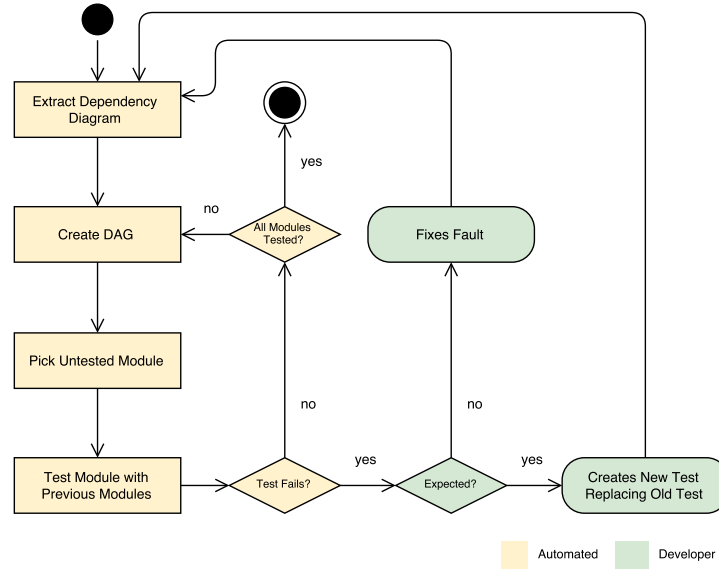 Extract Dependency
Diagram
yes
no
All Modules
Tested?
Create DAG
Fixes Fault
Pick Untested Module
no
no
Test Module with
Previous Modules
Test Fails?
yes
Expected?
yes
Creates New Test
Replacing Old Test
Automated
Developer